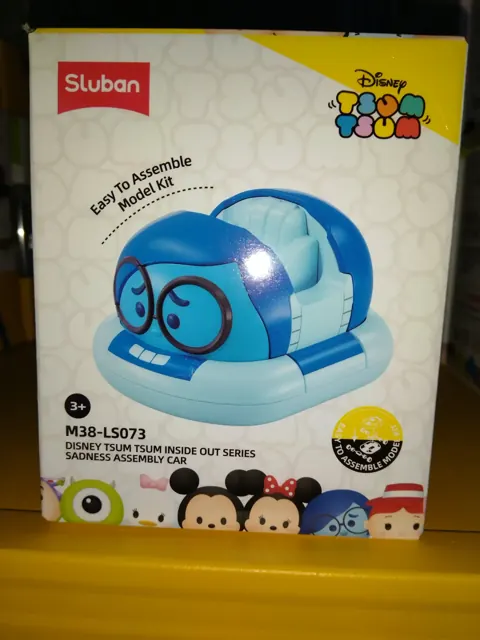 Sluban
Disney
TSUM
TSUM
Easy To Assemble
Model Kit
3+
M38-LS073
DISNEY TSUM TSUM INSIDE OUT SERIES
SADNESS ASSEMBLY CAR
TO ASSEMBLE MODEL KIT